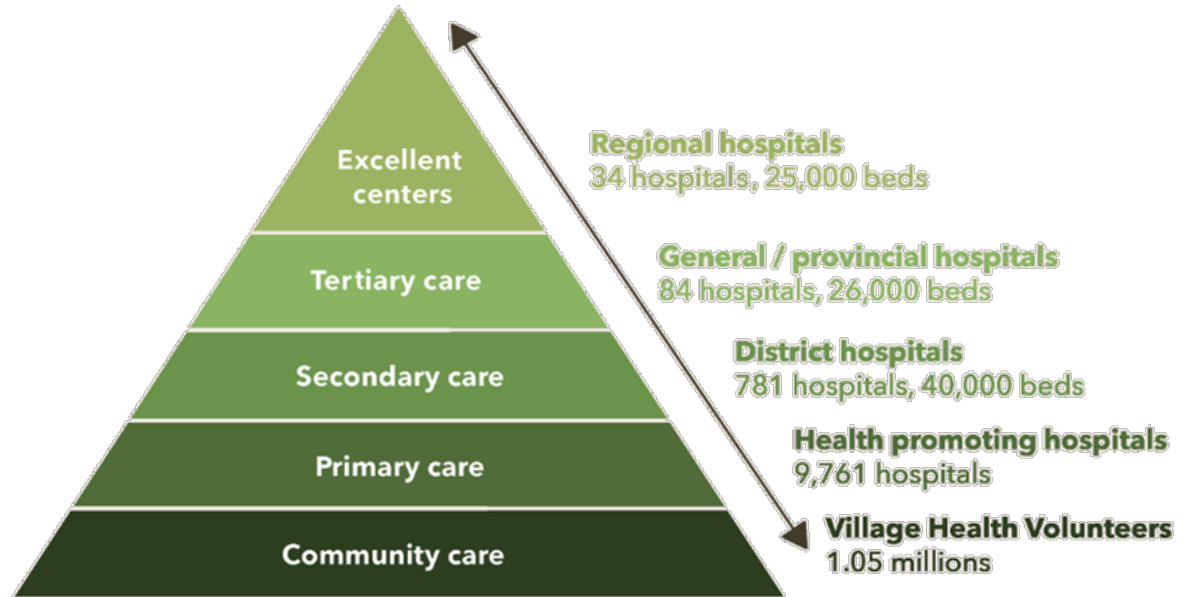 Excellent
centers
Regional hospitals
34 hospitals, 25,000 beds
Tertiary care
General / provincial hospitals
84 hospitals, 26,000 beds
Secondary care
District hospitals
781 hospitals, 40,000 beds
Primary care
Health promoting hospitals
9,761 hospitals
Community care
Village Health Volunteers
1.05 millions